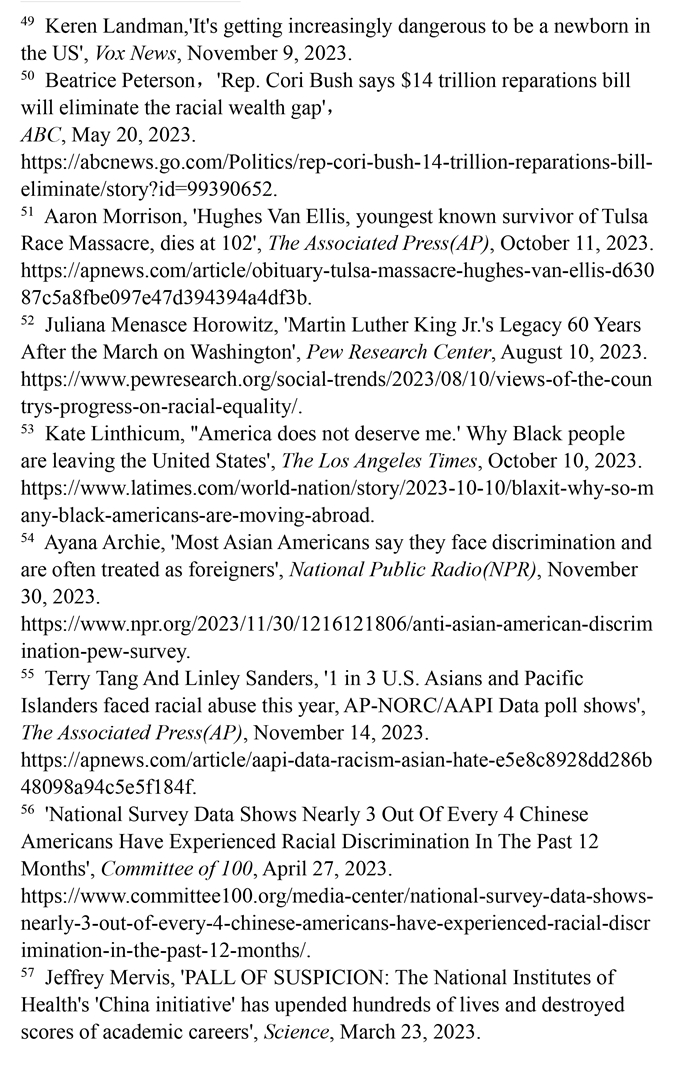 49 Keren Landman,'It's getting increasingly dangerous to be a newborn in
the US', Vox News, November 9, 2023.
50 Beatrice Peterson，'Rep. Cori Bush says $14 trillion reparations bill
will eliminate the racial wealth gap'，
ABC, May 20, 2023.
https://abcnews.go.com/Politics/rep-cori-bush-14-trillion-reparations-bill-
eliminate/story?id=99390652.
51 Aaron Morrison, 'Hughes Van Ellis, youngest known survivor of Tulsa
Race Massacre, dies at 102', The Associated Press(AP), October 11, 2023.
https://apnews.com/article/obituary-tulsa-massacre-hughes-van-ellis-d630
87c5a8fbe097e47d394394a4df3b.
52 Juliana Menasce Horowitz, 'Martin Luther King Jr.'s Legacy 60 Years
After the March on Washington', Pew Research Center, August 10, 2023.
https://www.pewresearch.org/social-trends/2023/08/10/views-of-the-coun
trys-progress-on-racial-equality/.
53 Kate Linthicum, ''America does not deserve me.' Why Black people
are leaving the United States', The Los Angeles Times, October 10, 2023.
https://www.latimes.com/world-nation/story/2023-10-10/blaxit-why-so-m
any-black-americans-are-moving-abroad.
54 Ayana Archie, 'Most Asian Americans say they face discrimination and
are often treated as foreigners', National Public Radio(NPR), November
30, 2023.
https://www.npr.org/2023/11/30/1216121806/anti-asian-american-discrim
ination-pew-survey.
55 Terry Tang And Linley Sanders, '1 in 3 U.S. Asians and Pacific
Islanders faced racial abuse this year, AP-NORC/AAPI Data poll shows',
The Associated Press(AP), November 14, 2023.
https://apnews.com/article/aapi-data-racism-asian-hate-e5e8c8928dd286b
48098a94c5e5f184f.
56 'National Survey Data Shows Nearly 3 Out Of Every 4 Chinese
Americans Have Experienced Racial Discrimination In The Past 12
Months', Committee of 100, April 27, 2023.
https://www.committee100.org/media-center/national-survey-data-shows-
nearly-3-out-of-every-4-chinese-americans-have-experienced-racial-discr
imination-in-the-past-12-months/.
57 Jeffrey Mervis, 'PALL OF SUSPICION: The National Institutes of
Health's 'China initiative' has upended hundreds of lives and destroyed
scores of academic careers', Science, March 23, 2023.